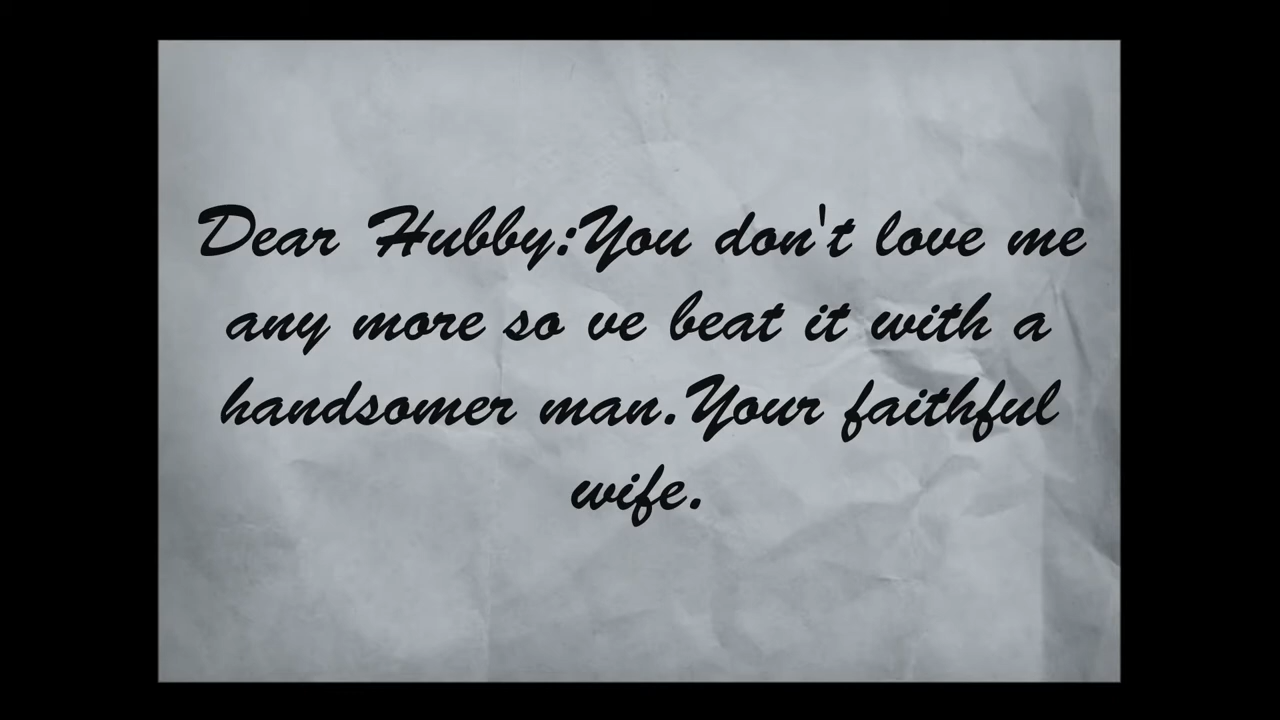 Dear Hubby:You don't love me
any more so ve beat it with a
handsomer man.Your faithful
wife.